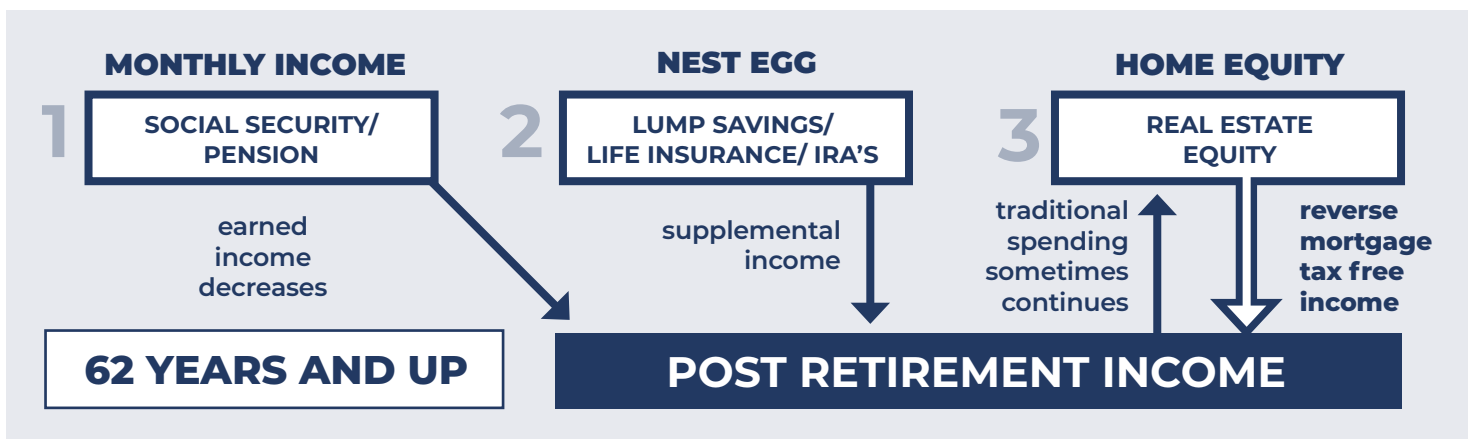 MONTHLY INCOME
1
SOCIAL SECURITY/
PENSION
earned
income
decreases
NEST EGG
2
LUMP SAVINGS/
LIFE INSURANCE/ IRA’S
supplemental
income
HOME EQUITY
3
REAL ESTATE
EQUITY
traditional
spending
sometimes
continues
reverse
mortgage
tax free
income
62 YEARS AND UP
POST RETIREMENT INCOME